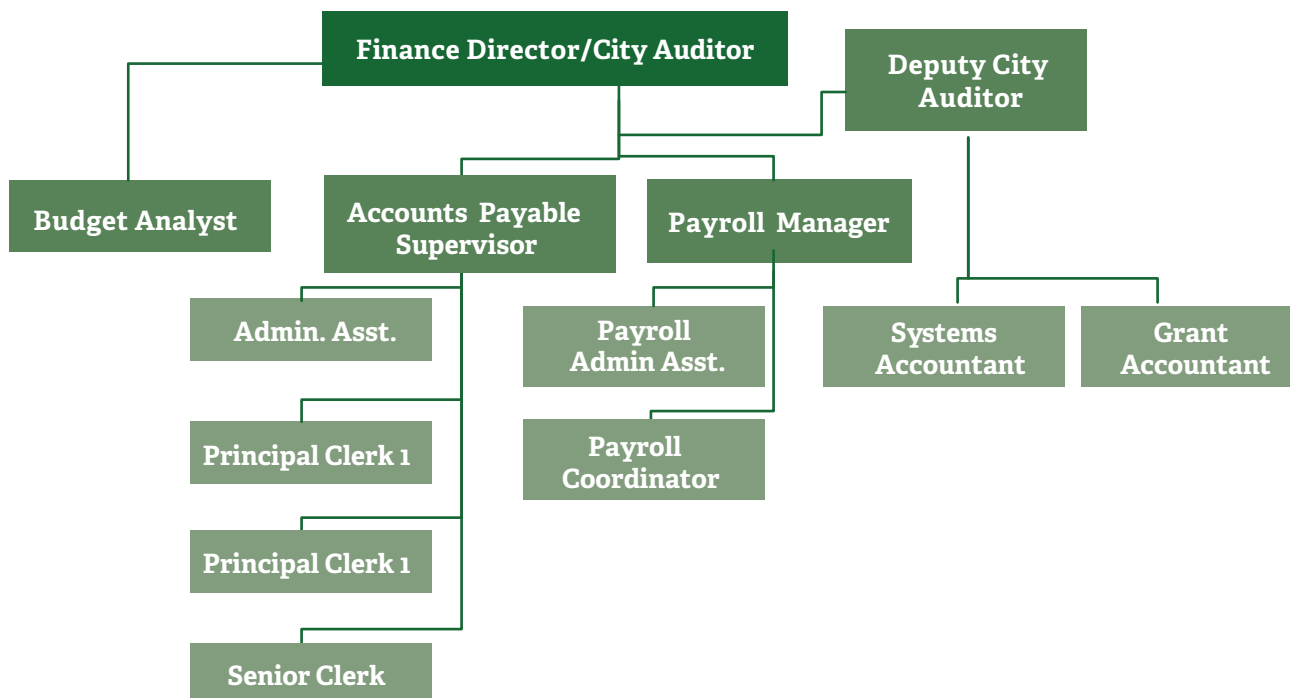 Finance Director/City Auditor
Deputy City
Auditor
Budget Analyst
Accounts Payable
Supervisor
Payroll Manager
Admin. Asst.
Payroll
Admin Asst.
Systems
Accountant
Grant
Accountant
Principal Clerk 1
Payroll
Coordinator
Principal Clerk 1
Senior Clerk